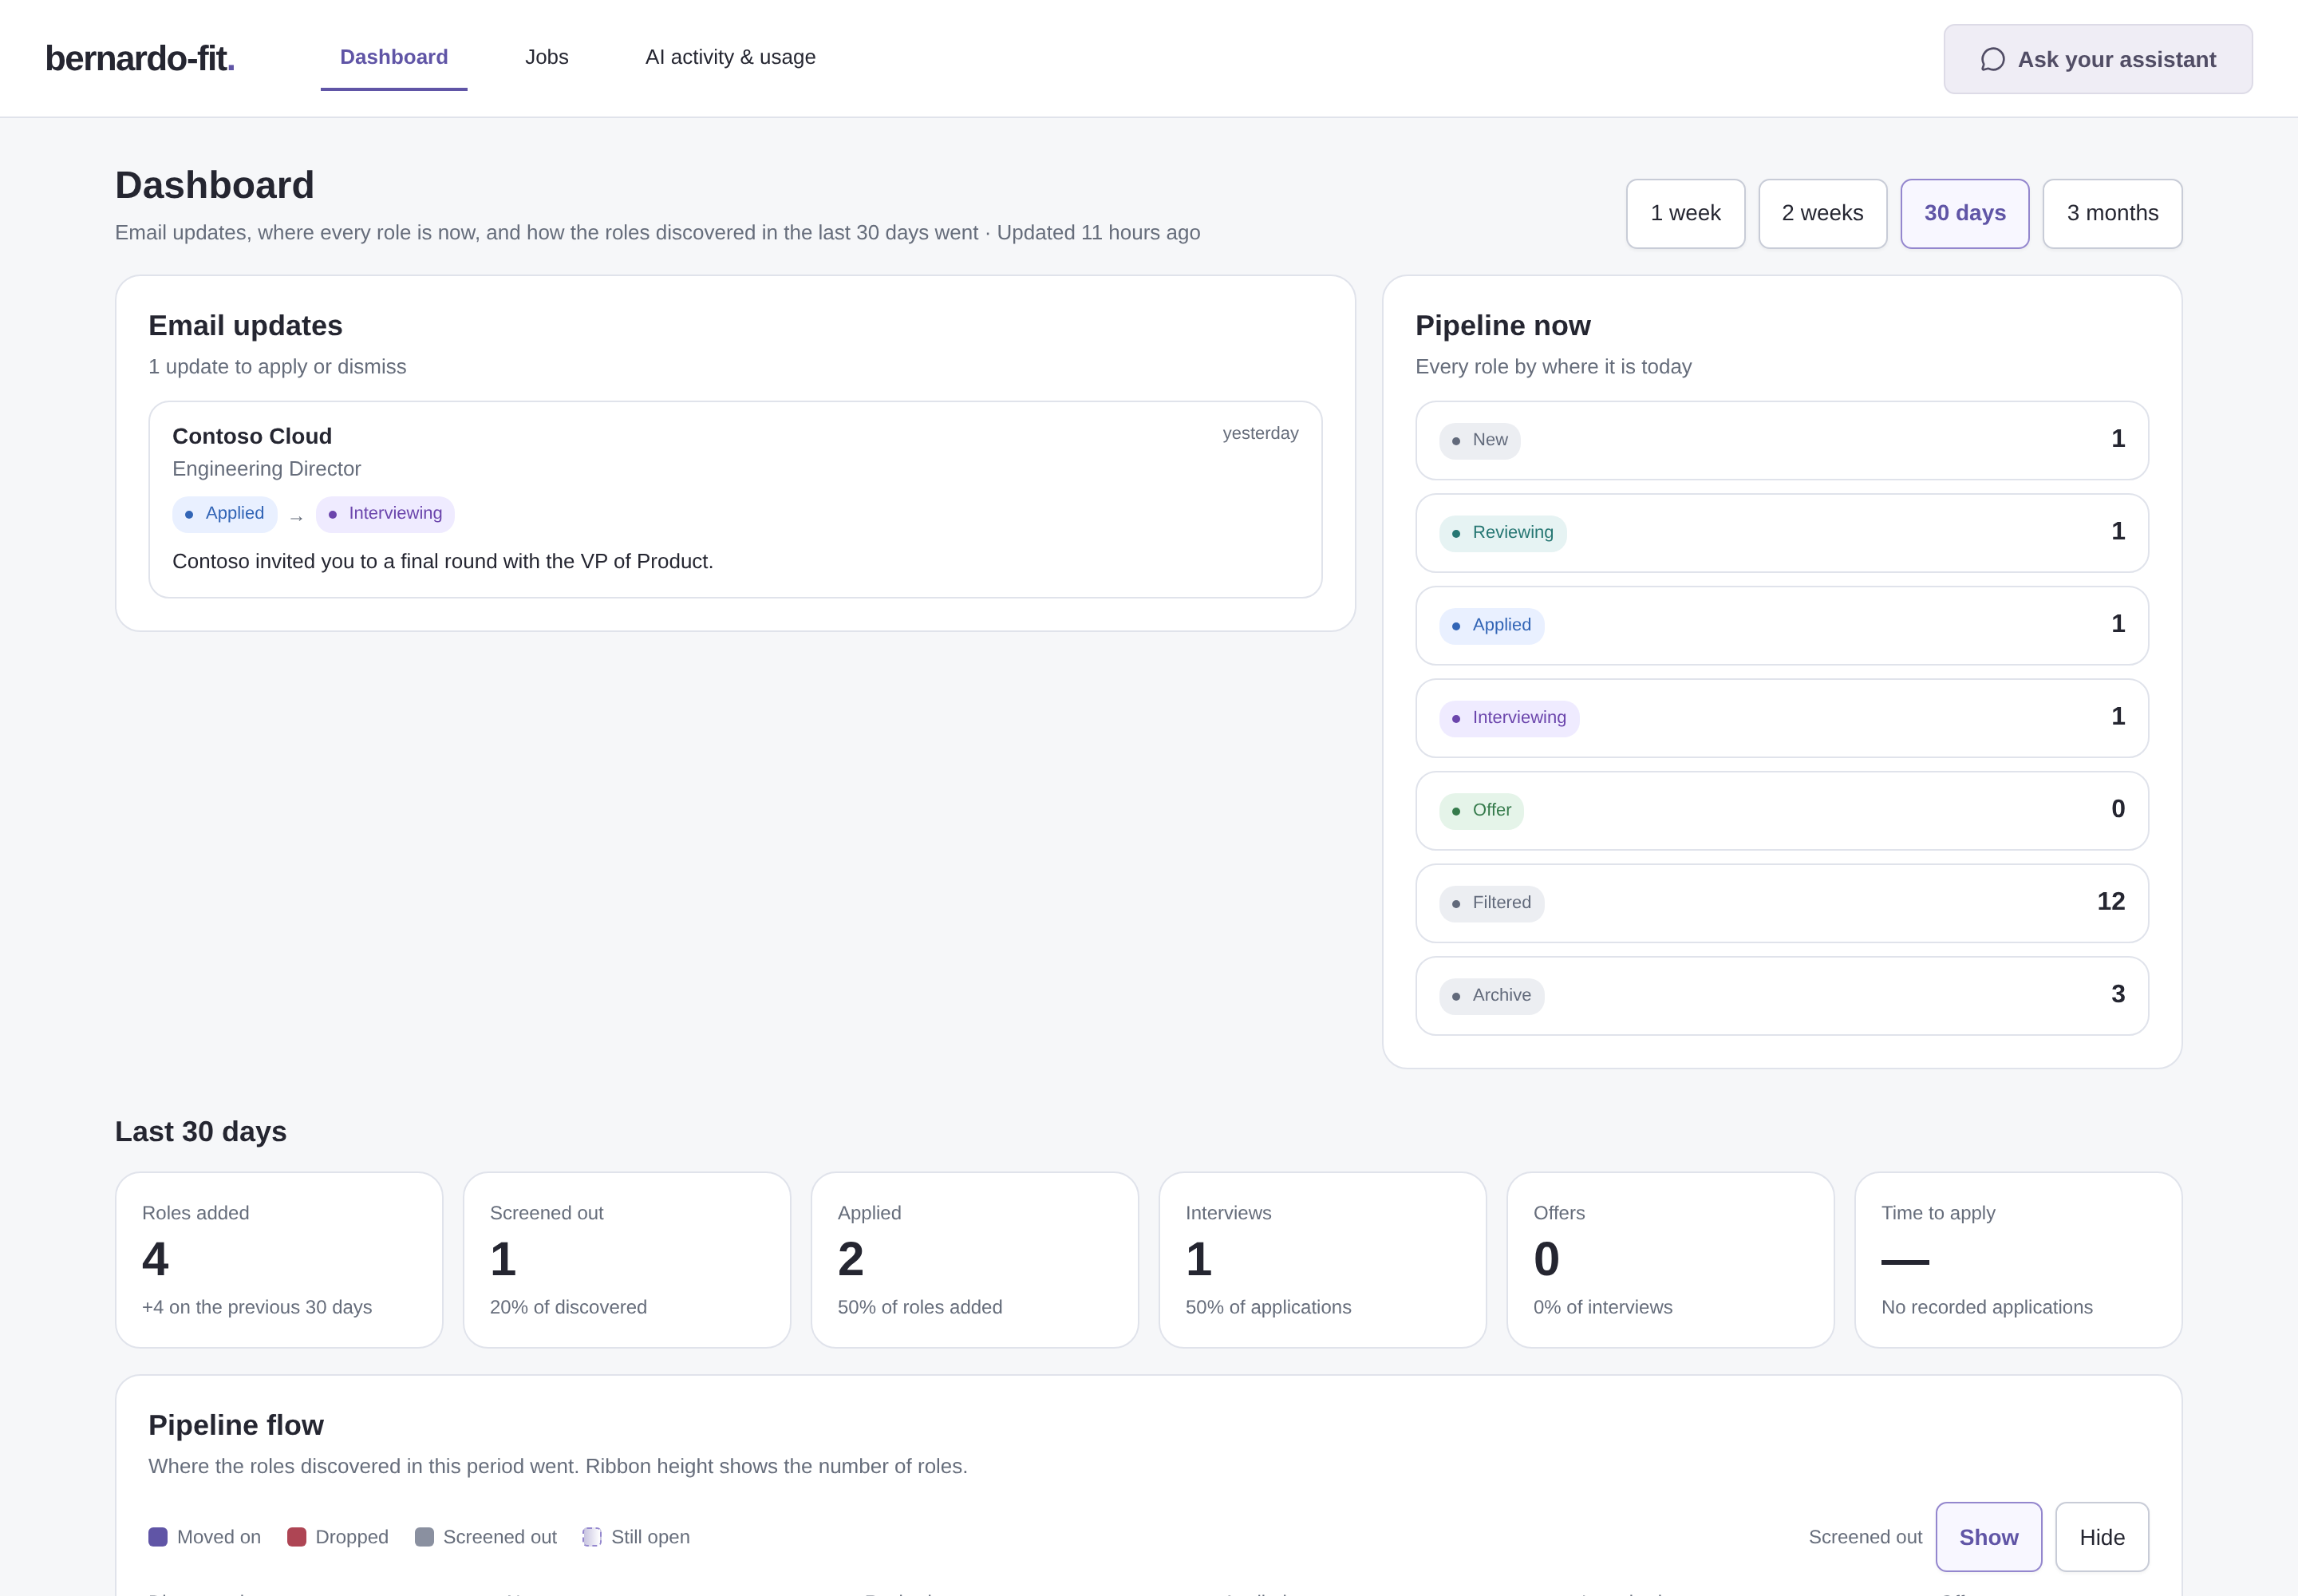 bernardo-fit.
Dashboard
Jobs
AI activity & usage
Ask your assistant
Dashboard
Email updates, where every role is now, and how the roles discovered in the last 30 days went · Updated 11 hours ago
1 week
2 weeks
30 days
3 months
Email updates
1 update to apply or dismiss
Contoso Cloud
yesterday
Engineering Director
Applied → Interviewing
Contoso invited you to a final round with the VP of Product.
Pipeline now
Every role by where it is today
New 1
Reviewing 1
Applied 1
Interviewing 1
Offer 0
Filtered 12
Archive 3
Last 30 days
Roles added
4
+4 on the previous 30 days
Screened out
1
20% of discovered
Applied
2
50% of roles added
Interviews
1
50% of applications
Offers
0
0% of interviews
Time to apply
—
No recorded applications
Pipeline flow
Where the roles discovered in this period went. Ribbon height shows the number of roles.
Moved on
Dropped
Screened out
Still open
Screened out
Show
Hide